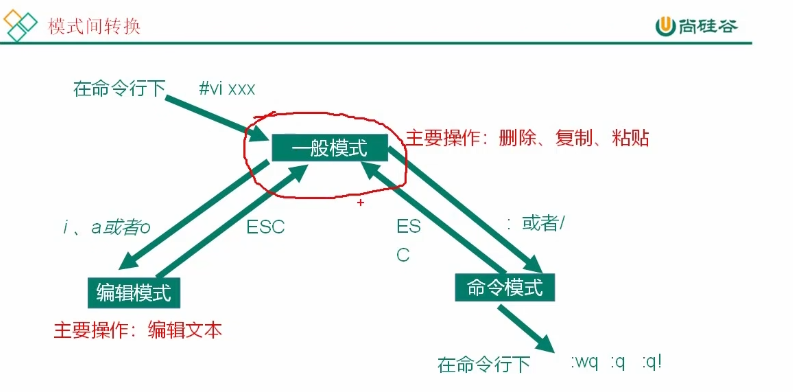 模式间转换
尚硅谷
在命令行下 #vi xxx
一般模式
主要操作：删除、复制、粘贴
i 、a或者o
ESC
ES
C
: 或者/
编辑模式
命令模式
主要操作：编辑文本
在命令行下 :wq :q :q!